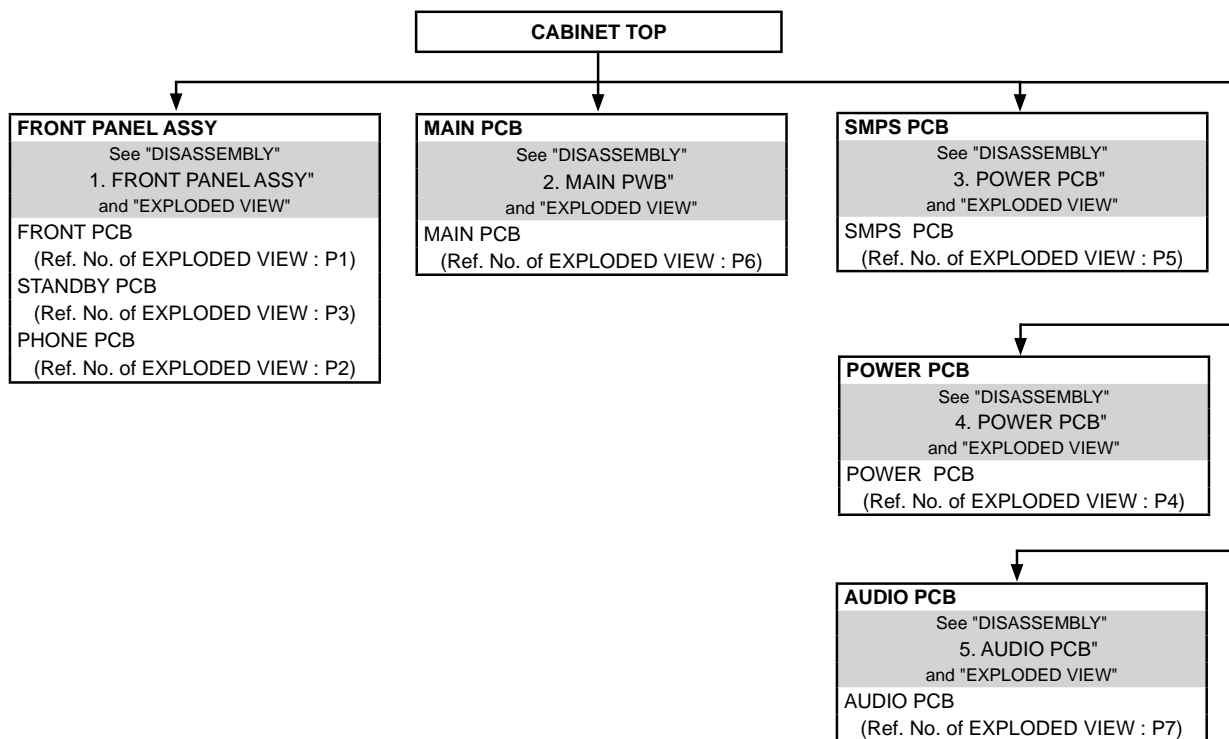 CABINET TOP
FRONT PANEL ASSY
See "DISASSEMBLY"
1. FRONT PANEL ASSY"
and "EXPLODED VIEW"
FRONT PCB
(Ref. No. of EXPLODED VIEW : P1)
STANDBY PCB
(Ref. No. of EXPLODED VIEW : P3)
PHONE PCB
(Ref. No. of EXPLODED VIEW : P2)
MAIN PCB
See "DISASSEMBLY"
2. MAIN PWB"
and "EXPLODED VIEW"
MAIN PCB
(Ref. No. of EXPLODED VIEW : P6)
SMPS PCB
See "DISASSEMBLY"
3. POWER PCB"
and "EXPLODED VIEW"
SMPS PCB
(Ref. No. of EXPLODED VIEW : P5)
POWER PCB
See "DISASSEMBLY"
4. POWER PCB"
and "EXPLODED VIEW"
POWER PCB
(Ref. No. of EXPLODED VIEW : P4)
AUDIO PCB
See "DISASSEMBLY"
5. AUDIO PCB"
and "EXPLODED VIEW"
AUDIO PCB
(Ref. No. of EXPLODED VIEW : P7)